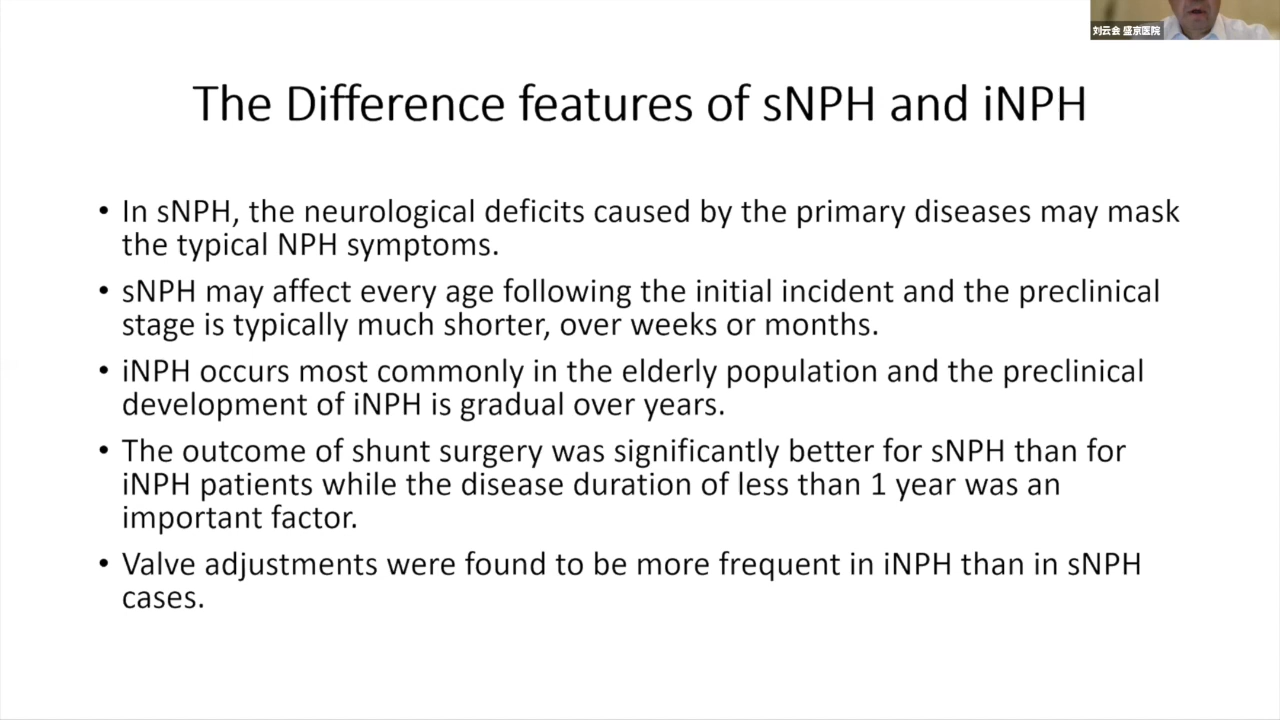 刘云会 盛京医院
The Difference features of sNPH and iNPH
• In sNPH, the neurological deficits caused by the primary diseases may mask
the typical NPH symptoms.
• sNPH may affect every age following the initial incident and the preclinical
stage is typically much shorter, over weeks or months.
• iNPH occurs most commonly in the elderly population and the preclinical
development of iNPH is gradual over years.
• The outcome of shunt surgery was significantly better for sNPH than for
iNPH patients while the disease duration of less than 1 year was an
important factor.
• Valve adjustments were found to be more frequent in iNPH than in sNPH
cases.